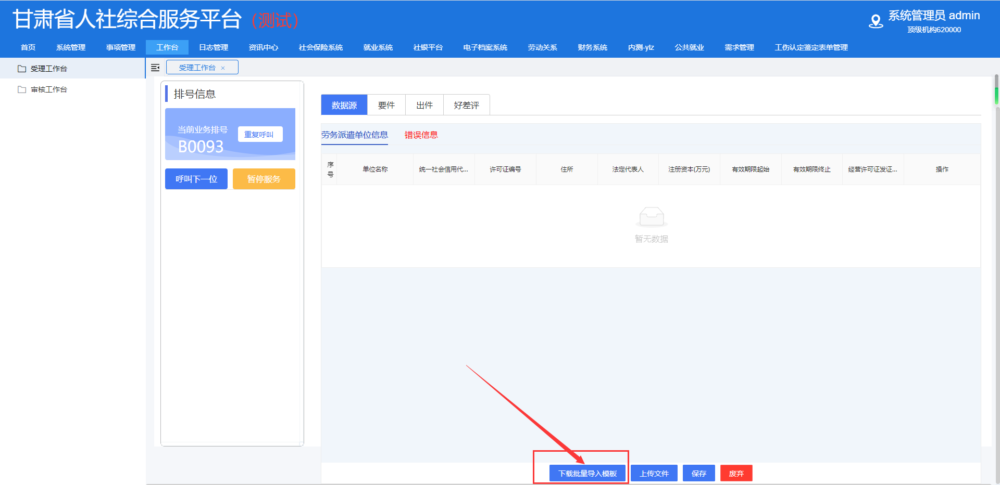 甘肃省人社综合服务平台（测试）
系统管理员 admin
顶级机构620000
首页 系统管理 事项管理 工作台 日志管理 资讯中心 社会保险系统 就业系统 社银平台 电子档案系统 劳动关系 财务系统 内测-ylz 公共就业 需求管理 工伤认定鉴定表单管理
受理工作台
审核工作台
受理工作台 ×
排号信息
当前业务排号
B0093
重复呼叫
呼叫下一位 暂停服务
数据源 要件 出件 好差评
劳务派遣单位信息 错误信息
序号 单位名称 统一社会信用代... 许可证编号 住所 法定代表人 注册资本(万元) 有效期限起始 有效期限终止 经营许可证发证... 操作
暂无数据
下载批量导入模板 上传文件 保存 废弃